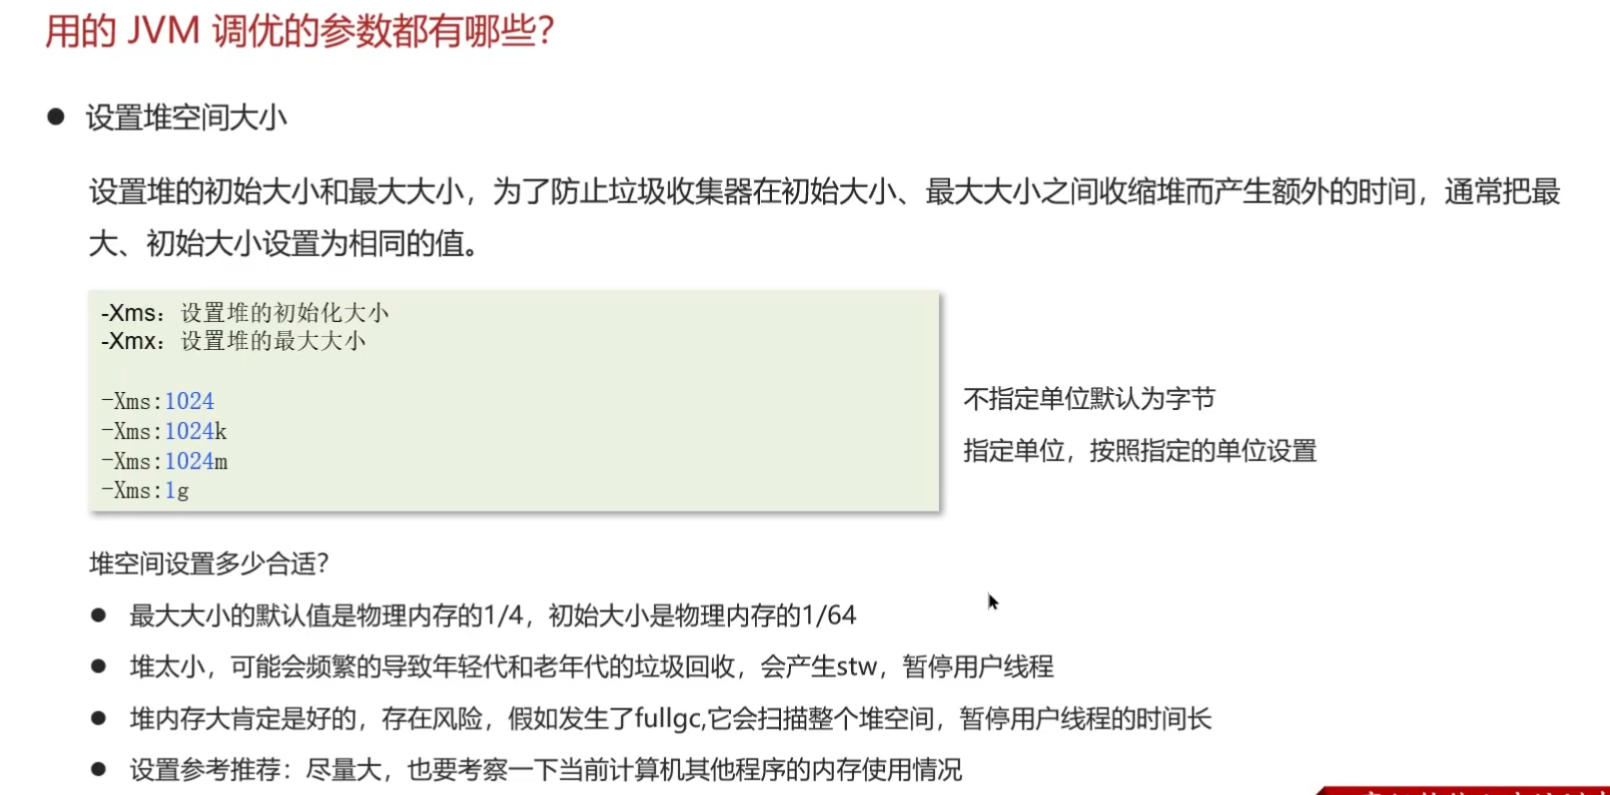 用的 JVM 调优的参数都有哪些？
● 设置堆空间大小
设置堆的初始大小和最大大小，为了防止垃圾收集器在初始大小、最大大小之间收缩堆而产生额外的时间，通常把最
大、初始大小设置为相同的值。
-Xms：设置堆的初始化大小
-Xmx：设置堆的最大大小
-Xms:1024
-Xms:1024k
-Xms:1024m
-Xms:1g
不指定单位默认为字节
指定单位，按照指定的单位设置
堆空间设置多少合适？
● 最大大小的默认值是物理内存的1/4，初始大小是物理内存的1/64
● 堆太小，可能会频繁的导致年轻代和老年代的垃圾回收，会产生stw，暂停用户线程
● 堆内存大肯定是好的，存在风险，假如发生了fullgc,它会扫描整个堆空间，暂停用户线程的时间长
● 设置参考推荐：尽量大，也要考察一下当前计算机其他程序的内存使用情况